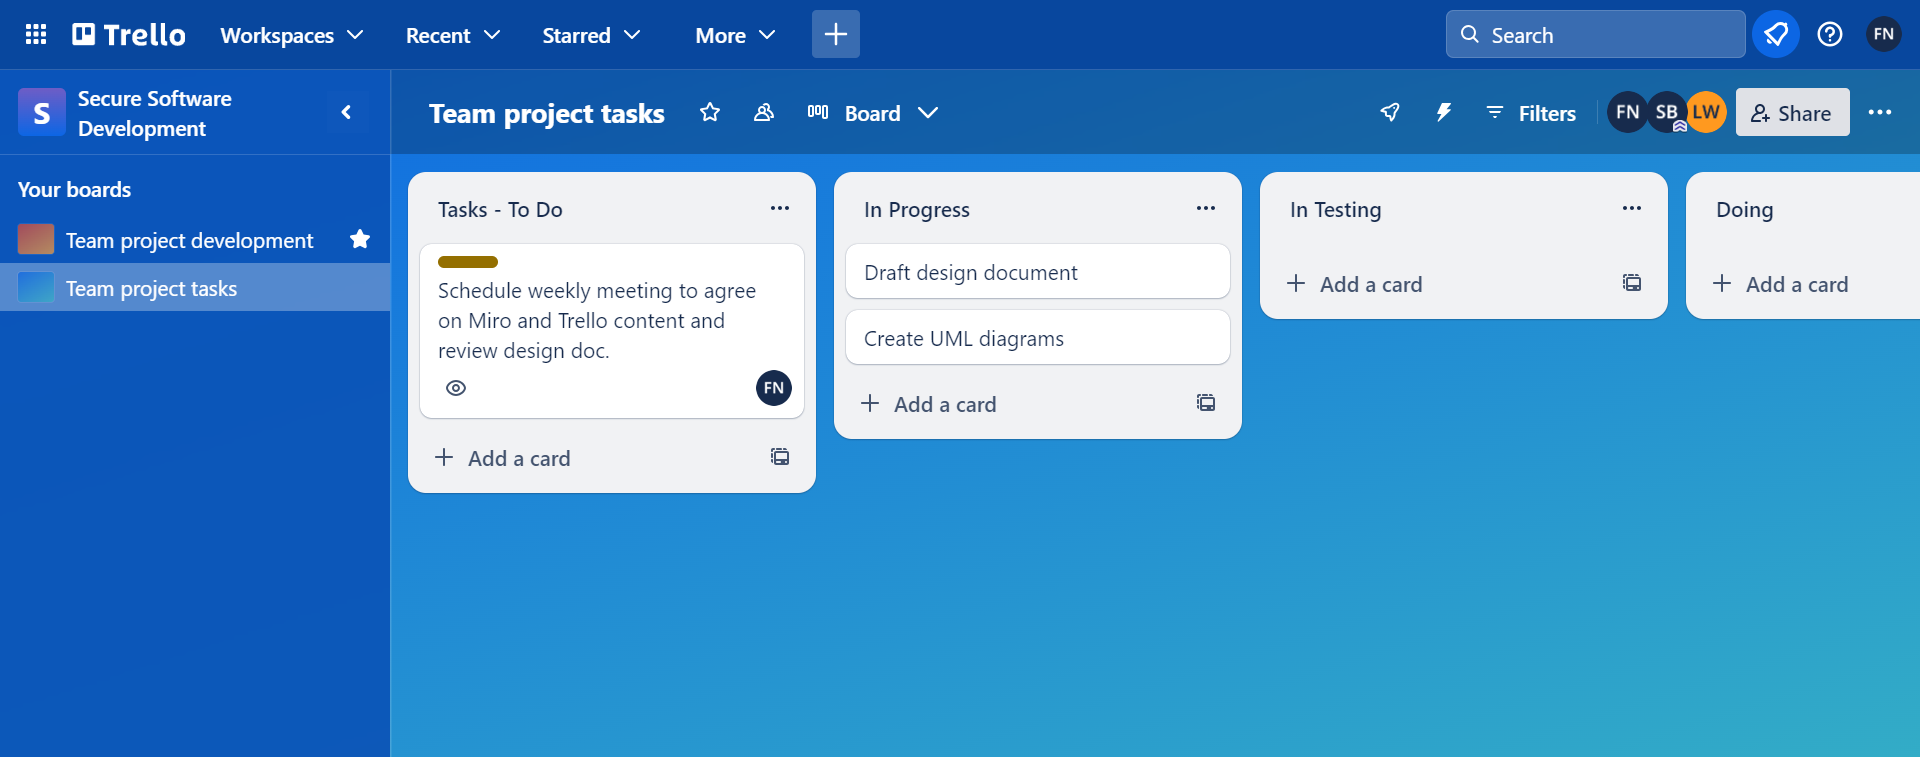 Trello
Workspaces
Recent
Starred
More
Search
FN
S
Secure Software
Development
Team project tasks
Board
Filters
FN
SB
LW
Share
Your boards
Team project development
Team project tasks
Tasks - To Do
Schedule weekly meeting to agree
on Miro and Trello content and
review design doc.
FN
Add a card
In Progress
Draft design document
Create UML diagrams
Add a card
In Testing
Add a card
Doing
Add a card